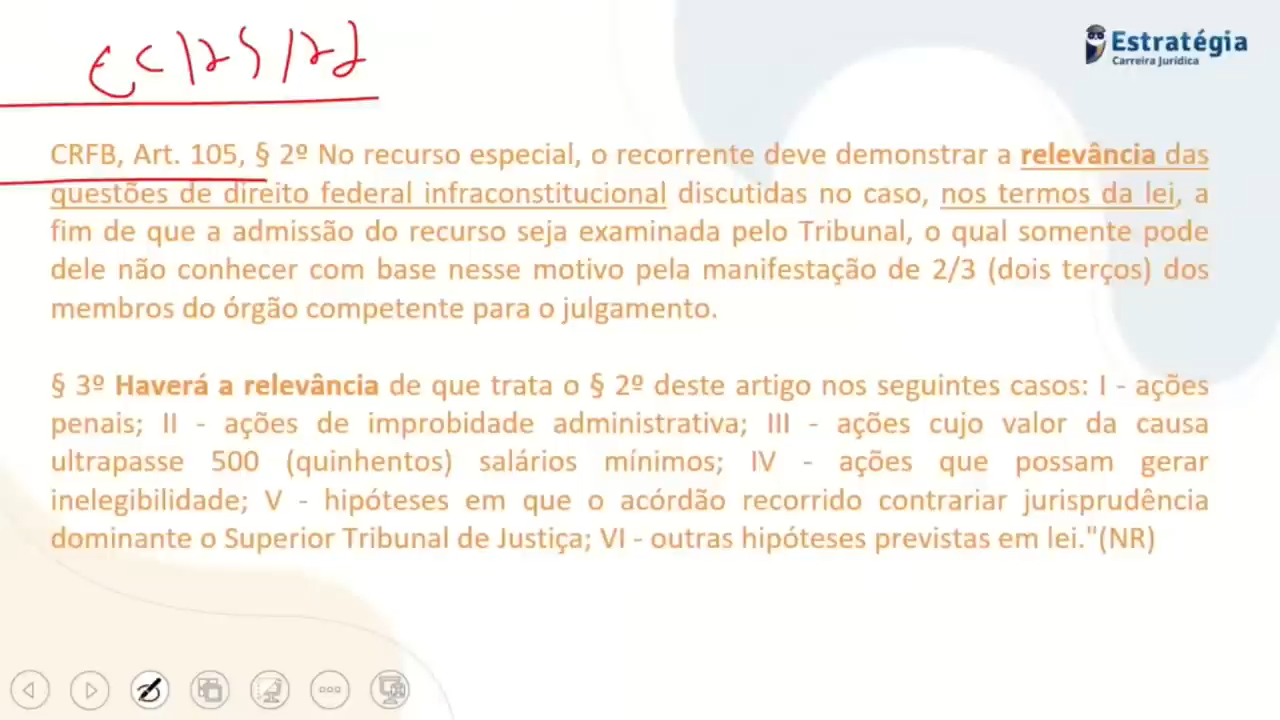 EC 125/22
Estratégia
Carreira Jurídica
CRFB, Art. 105, § 2º No recurso especial, o recorrente deve demonstrar a relevância das
questões de direito federal infraconstitucional discutidas no caso, nos termos da lei, a
fim de que a admissão do recurso seja examinada pelo Tribunal, o qual somente pode
dele não conhecer com base nesse motivo pela manifestação de 2/3 (dois terços) dos
membros do órgão competente para o julgamento.
§ 3º Haverá a relevância de que trata o § 2º deste artigo nos seguintes casos: I - ações
penais; II - ações de improbidade administrativa; III - ações cujo valor da causa
ultrapasse 500 (quinhentos) salários mínimos; IV - ações que possam gerar
inelegibilidade; V - hipóteses em que o acórdão recorrido contrariar jurisprudência
dominante o Superior Tribunal de Justiça; VI - outras hipóteses previstas em lei."(NR)